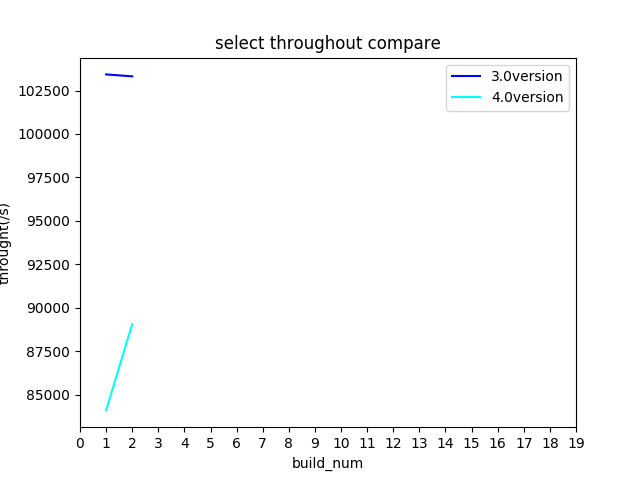 select throughout compare
3.0version
4.0version
102500
100000
97500
95000
92500
90000
87500
85000
throught(/s)
0 1 2 3 4 5 6 7 8 9 10 11 12 13 14 15 16 17 18 19
build_num